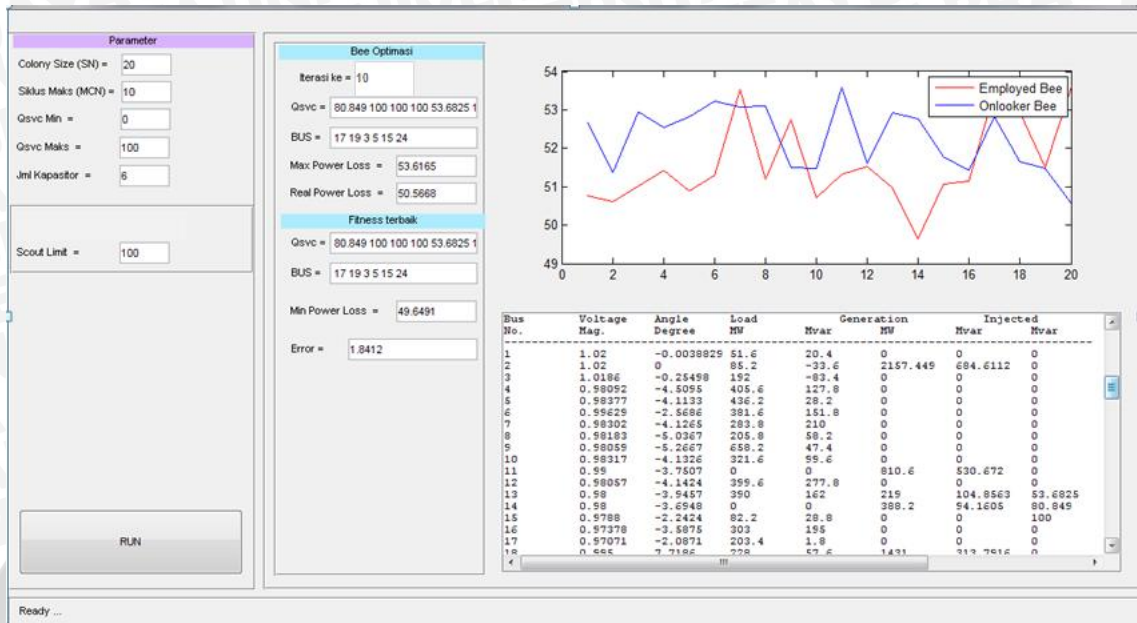 Parameter
Colony Size (SN) = 20
Siklus Maks (MCN) = 10
Qsvc Min = 0
Qsvc Maks = 100
Jml Kapasitor = 6
Scout Limit = 100
RUN
Ready ...
Bee Optimasi
Iterasi ke = 10
Qsvc = 80.849 100 100 100 53.6825 1
BUS = 17 19 3 5 15 24
Max Power Loss = 53.6165
Real Power Loss = 50.5668
Fitness terbaik
Qsvc = 80.849 100 100 100 53.6825 1
BUS = 17 19 3 5 15 24
Min Power Loss = 49.6491
Error = 1.8412
54
53
52
51
50
49
0 2 4 6 8 10 12 14 16 18 20
Employed Bee
Onlooker Bee
Bus Voltage Angle Load Generation Injected
No. Mag. Degree MW Mvar MW Mvar Mvar
1 1.02 -0.0038829 51.6 20.4 0 0 0
2 1.02 0 85.2 -33.6 2157.449 684.6112 0
3 1.0186 -0.25498 192 -83.4 0 0 0
4 0.98092 -4.5095 405.6 127.8 0 0 0
5 0.98377 -4.1133 436.2 28.2 0 0 0
6 0.99629 -2.5686 381.6 151.8 0 0 0
7 0.98302 -4.1265 283.8 210 0 0 0
8 0.98183 -5.0367 205.8 58.2 0 0 0
9 0.98059 -5.2667 658.2 47.4 0 0 0
10 0.98317 -4.1326 321.6 99.6 0 0 0
11 0.99 -3.7507 0 0 810.6 530.672 0
12 0.98057 -4.1424 399.6 277.8 0 0 0
13 0.98 -3.9457 390 162 219 104.8563 53.6825
14 0.98 -3.6948 0 0 388.2 94.1605 80.849
15 0.9788 -2.2424 82.2 28.8 0 0 100
16 0.97378 -3.5875 303 195 0 0 0
17 0.97071 -2.0871 203.4 1.8 0 0 0
18 0.995 7.7186 228 57.6 1431 313.7916 0